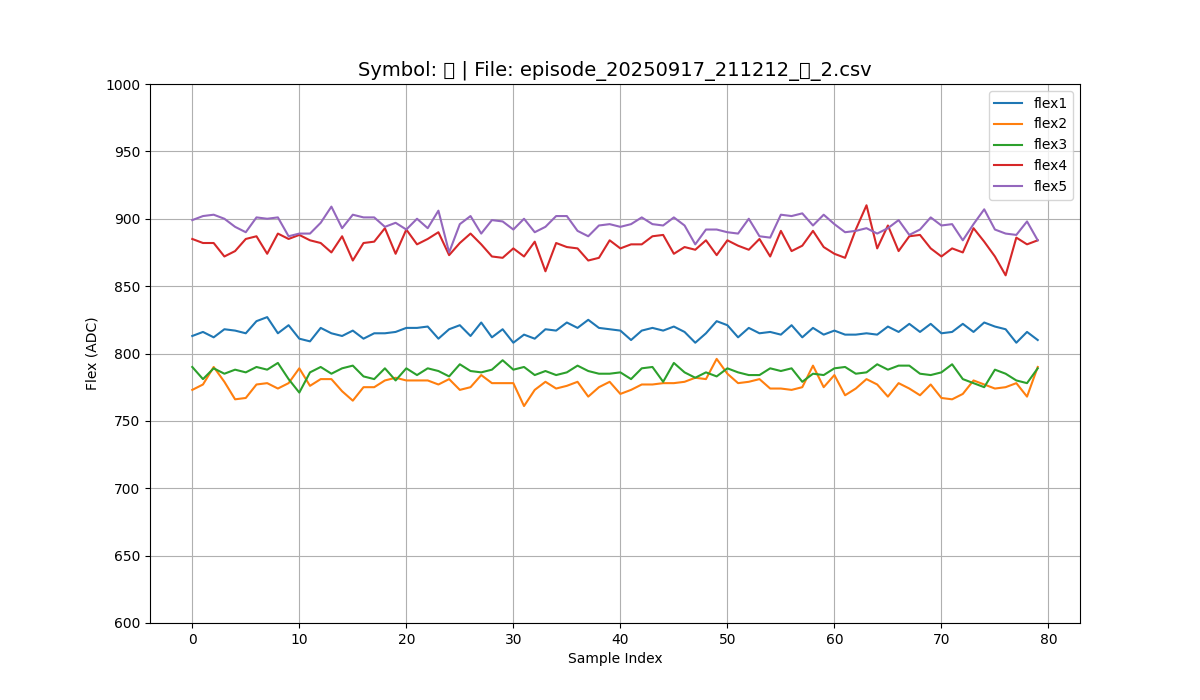 Symbol: | File: episode_20250917_211212_ _2.csv
1000
950
900
850
800
750
700
650
600
Flex (ADC)
0 10 20 30 40 50 60 70 80
Sample Index
flex1
flex2
flex3
flex4
flex5